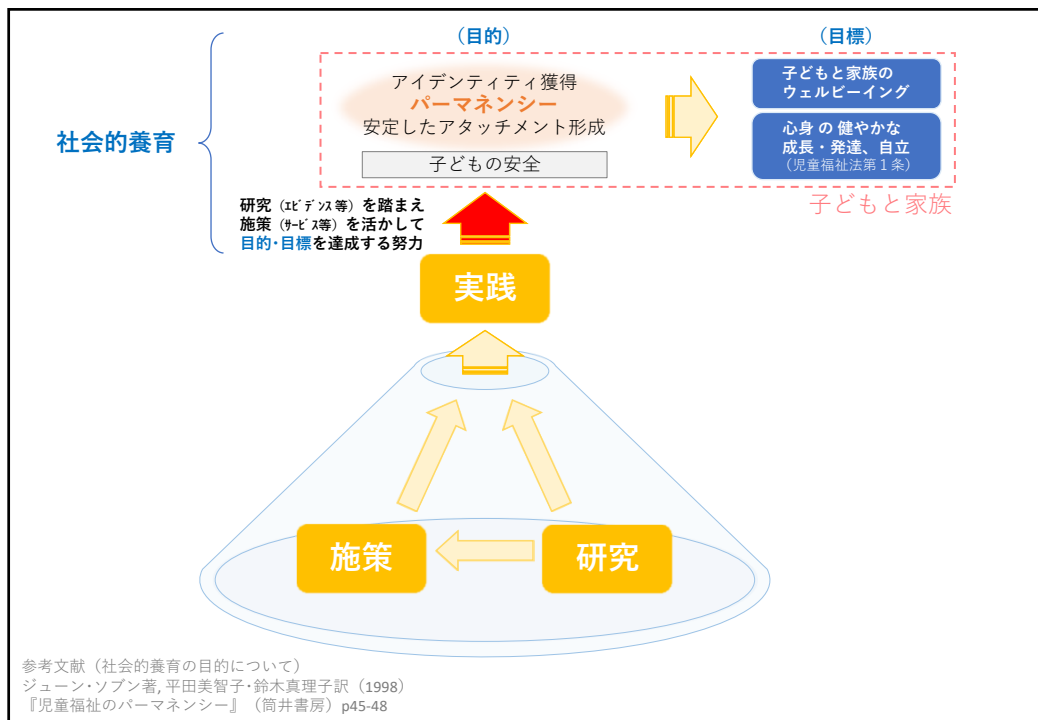 （目的）
（目標）
社会的養育
アイデンティティ獲得
パーマネンシー
安定したアタッチメント形成
子どもの安全
子どもと家族の
ウェルビーイング
心身 の 健やかな
成長・発達、自立
（児童福祉法第１条）
子どもと家族
研究（ｴﾋﾞﾃﾞﾝｽ等）を踏まえ
施策（ｻｰﾋﾞｽ等）を活かして
目的･目標を達成する努力
実践
施策
研究
参考文献（社会的養育の目的について）
ジューン･ソブン著, 平田美智子･鈴木真理子訳（1998）
『児童福祉のパーマネンシー』（筒井書房）p45-48